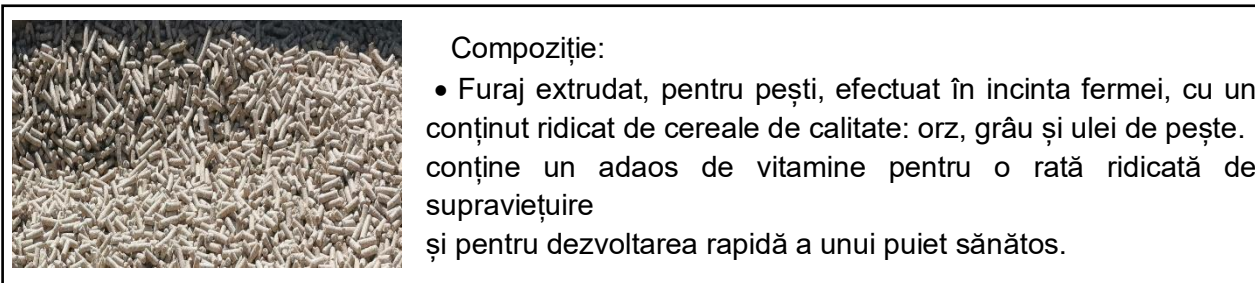 Compoziție:
• Furaj extrudat, pentru pești, efectuat în incinta fermei, cu un
conținut ridicat de cereale de calitate: orz, grâu și ulei de pește.
conține un adaos de vitamine pentru o rată ridicată de
supraviețuire
și pentru dezvoltarea rapidă a unui puiet sănătos.